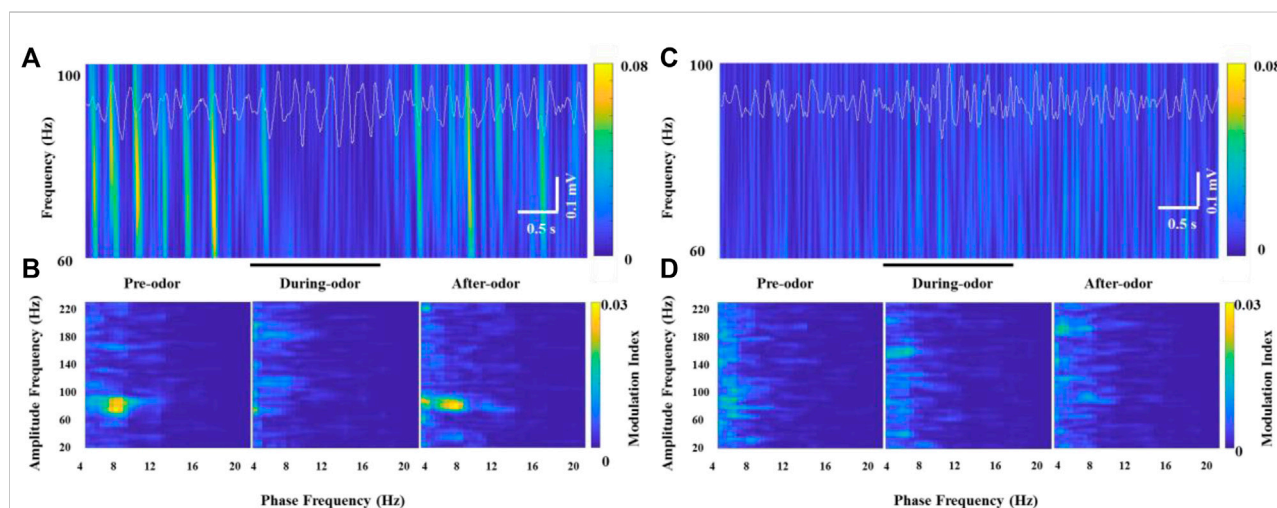 A
Frequency (Hz)
100
60
0.1 mV
0.5 s
0.08
0
B
Pre-odor
During-odor
After-odor
Amplitude Frequency (Hz)
220
180
140
100
60
20
4 8 12 16 20 4 8 12 16 20 4 8 12 16 20
Phase Frequency (Hz)
0.03
0
Modulation Index
C
Frequency (Hz)
100
60
0.1 mV
0.5 s
0.08
0
D
Pre-odor
During-odor
After-odor
Amplitude Frequency (Hz)
220
180
140
100
60
20
4 8 12 16 20 4 8 12 16 20 4 8 12 16 20
Phase Frequency (Hz)
0.03
0
Modulation Index